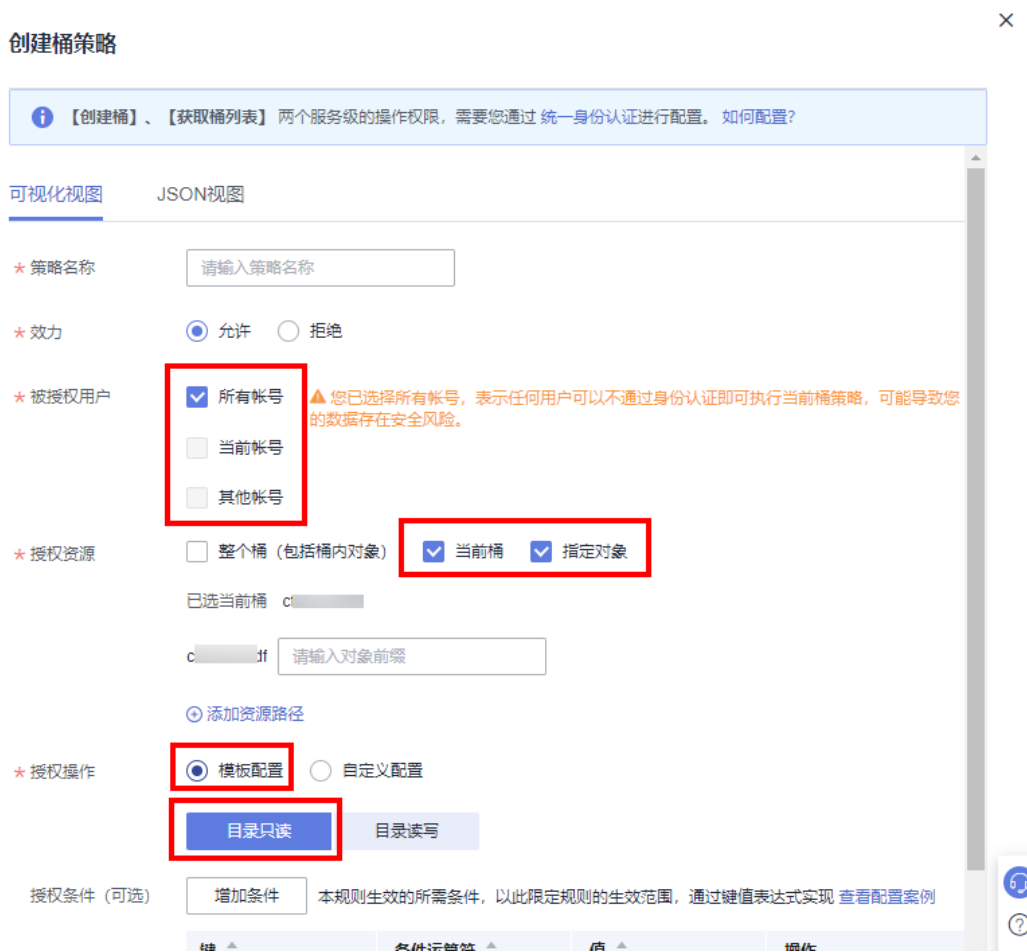 创建桶策略
【创建桶】、【获取桶列表】两个服务级的操作权限，需要您通过 统一身份认证进行配置。 如何配置?
可视化视图 JSON视图
* 策略名称 请输入策略名称
* 效力 允许 拒绝
* 被授权用户 所有帐号 您已选择所有帐号，表示任何用户可以不通过身份认证即可执行当前桶策略，可能导致您
的数据存在安全风险。
当前帐号
其他帐号
* 授权资源 整个桶（包括桶内对象） 当前桶 指定对象
已选当前桶
请输入对象前缀
添加资源路径
* 授权操作 模板配置 自定义配置
目录只读 目录读写
授权条件（可选） 增加条件 本规则生效的所需条件，以此限定规则的生效范围，通过键值表达式实现 查看配置案例
键 条件运算符 值 操作